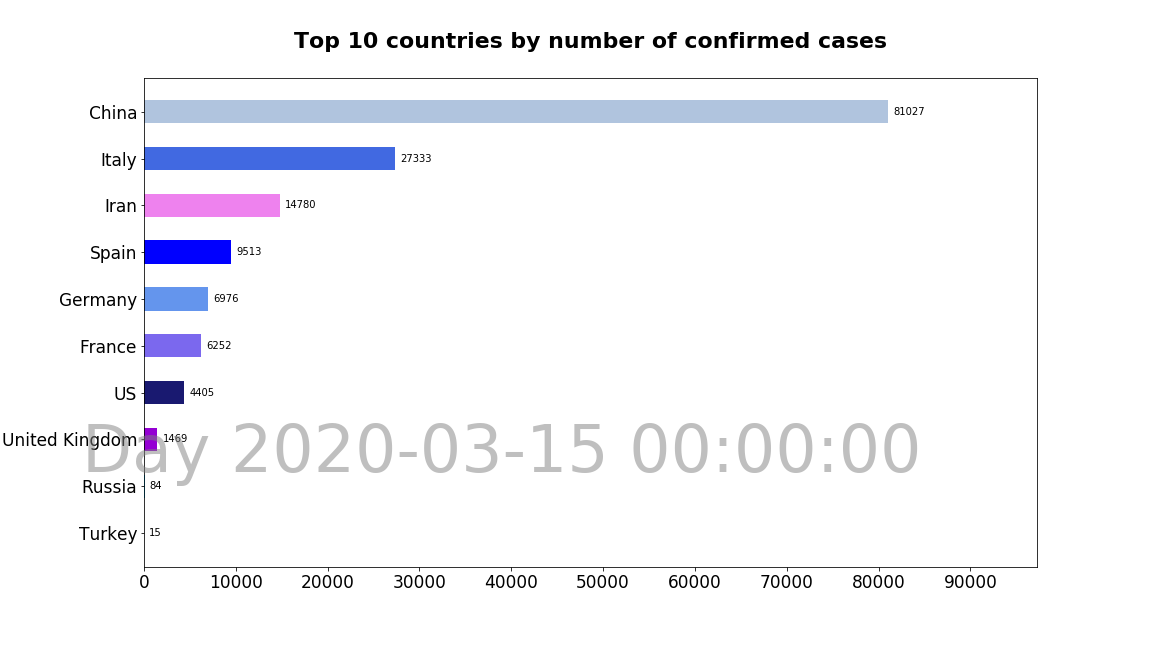 Top 10 countries by number of confirmed cases
China 81027
Italy 27333
Iran 14780
Spain 9513
Germany 6976
France 6252
US 4405
United Kingdom 1469
Day 2020-03-15 00:00:00
Russia 84
Turkey 15
0 10000 20000 30000 40000 50000 60000 70000 80000 90000